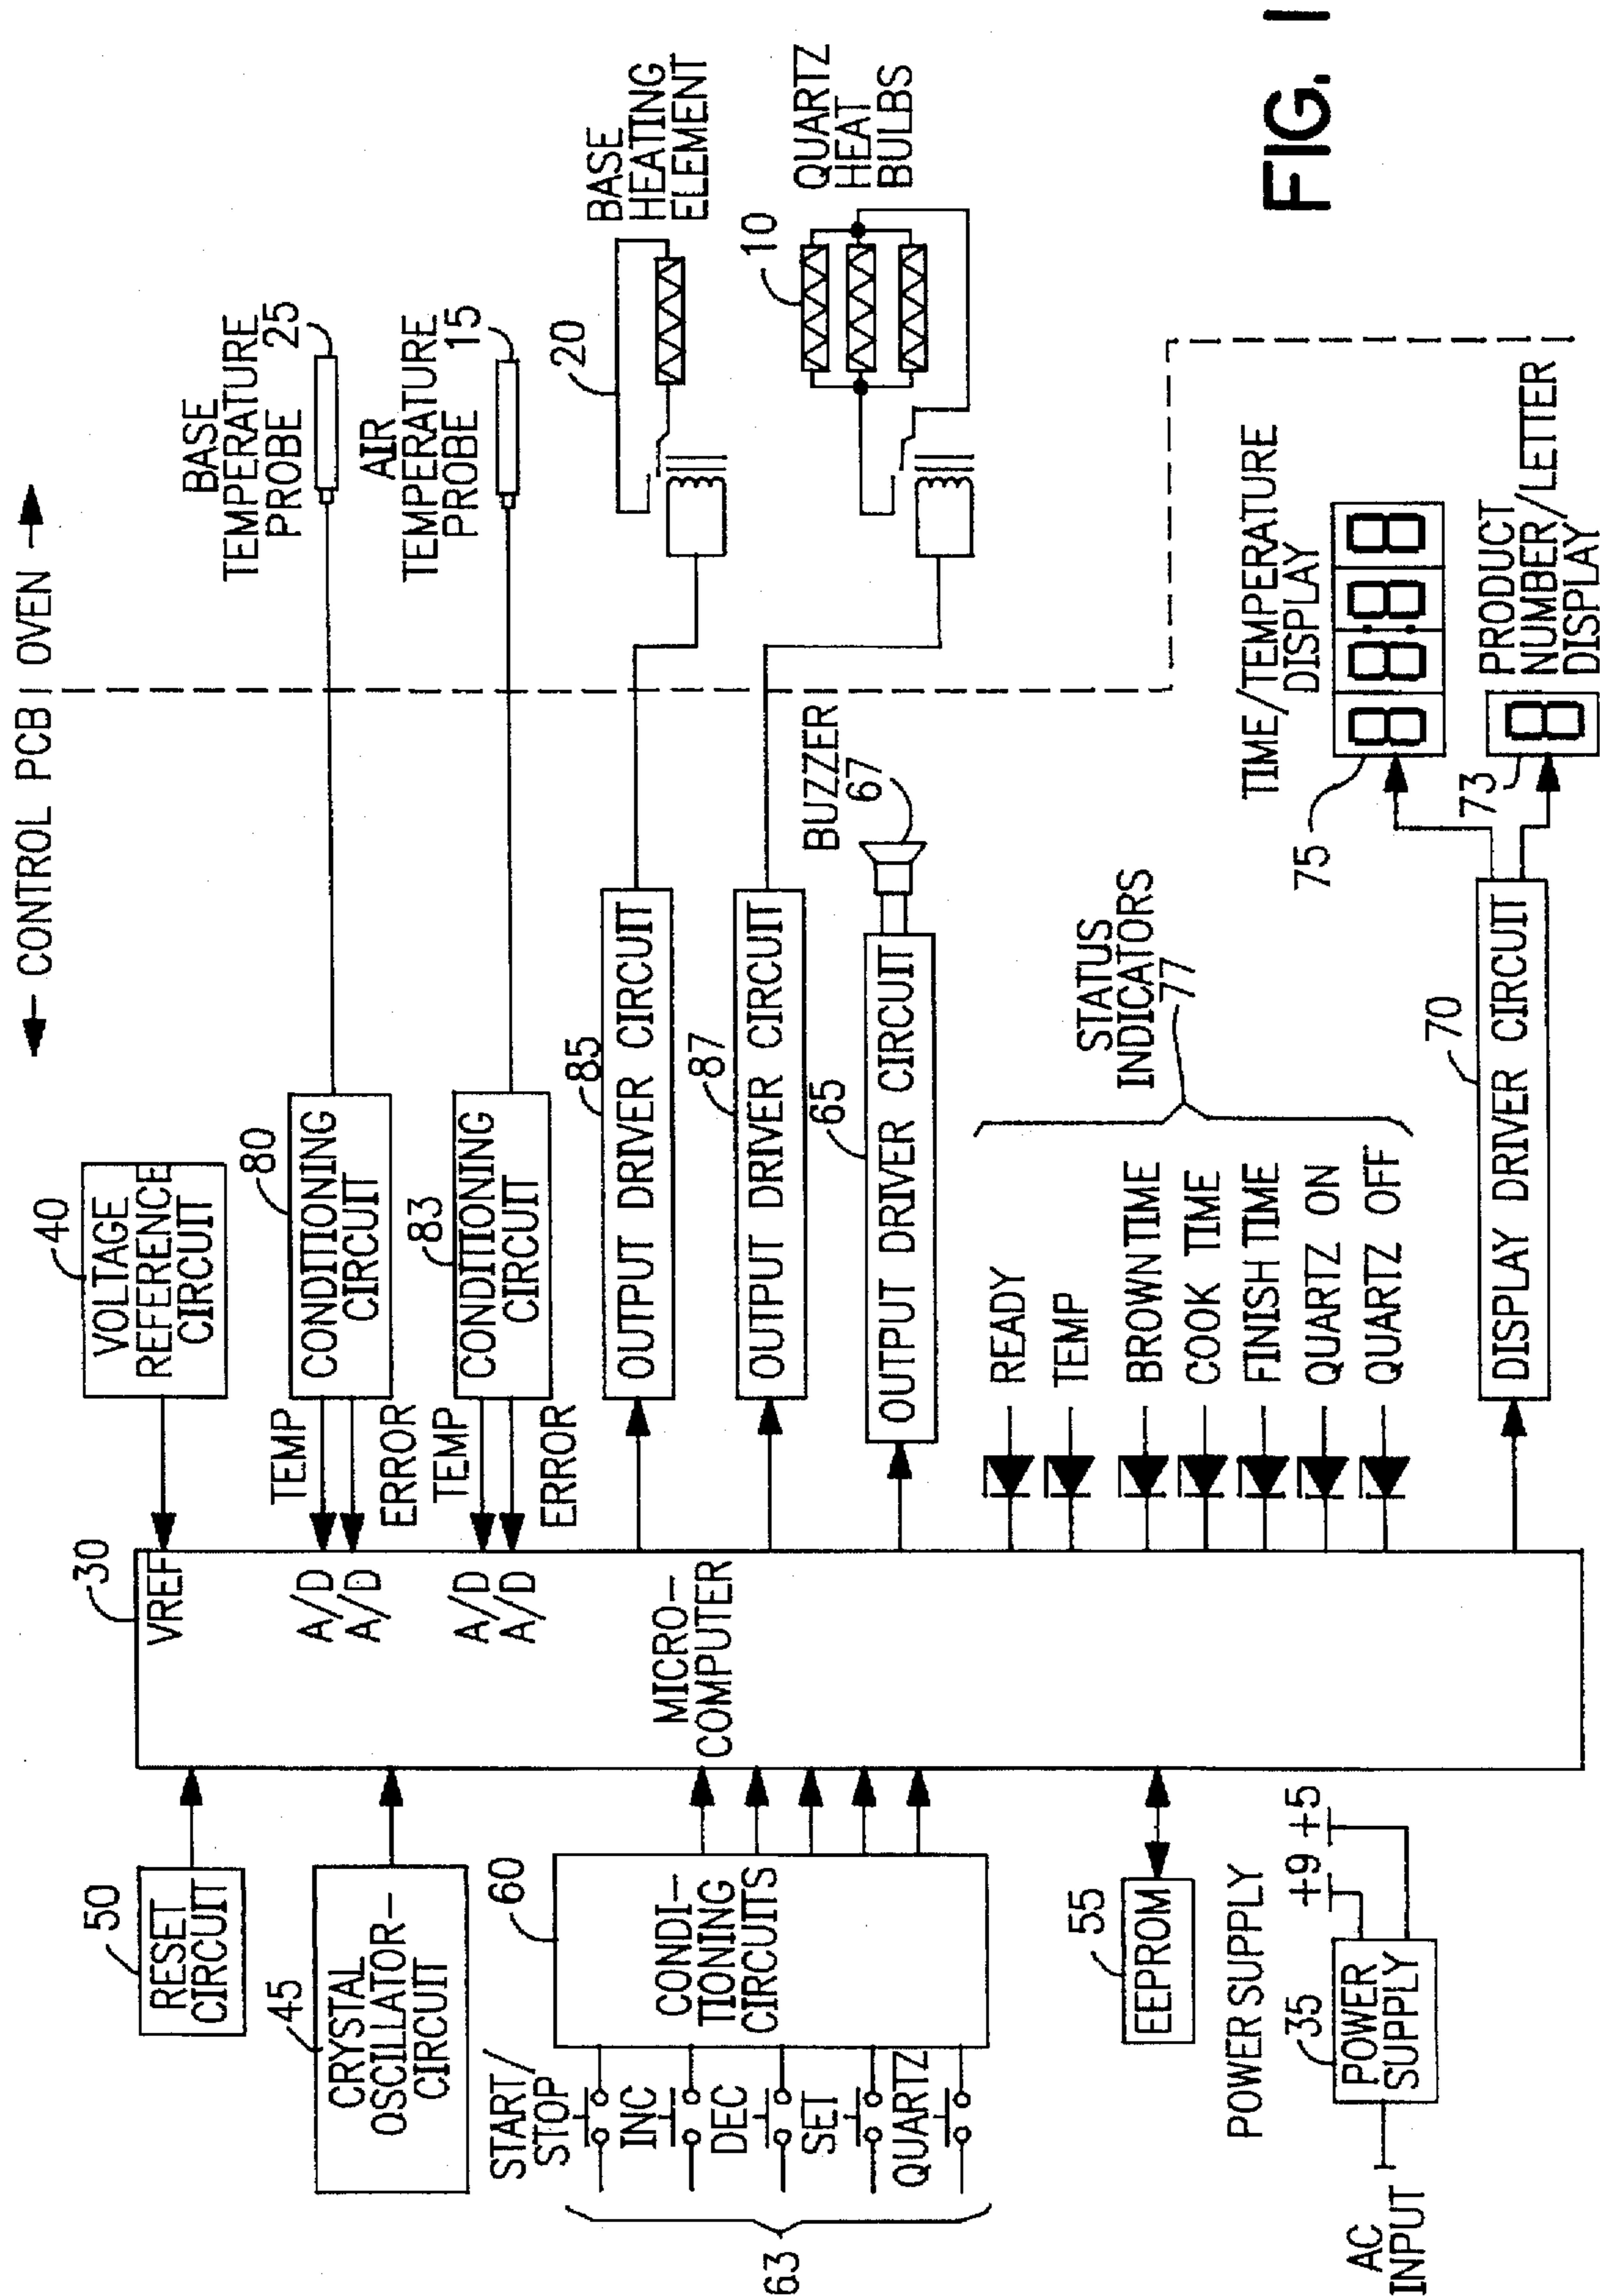 ← CONTROL PCB | OVEN →
50
RESET
CIRCUIT
45
CRYSTAL
OSCILLATOR-
CIRCUIT
START/
STOP
INC
DEC
SET
QUARTZ
63
60
CONDI-
TIONING
CIRCUITS
55
EEPROM
POWER SUPPLY
35
POWER
SUPPLY
+9
+5
AC
INPUT
30
VREF
A/D
A/D
A/D
A/D
MICRO-
COMPUTER
40
VOLTAGE
REFERENCE
CIRCUIT
TEMP
ERROR
80
CONDITIONING
CIRCUIT
TEMP
ERROR
83
CONDITIONING
CIRCUIT
85
OUTPUT DRIVER CIRCUIT
87
OUTPUT DRIVER CIRCUIT
65
OUTPUT DRIVER CIRCUIT
BUZZER
67
READY
TEMP
BROWN TIME
COOK TIME
FINISH TIME
QUARTZ ON
QUARTZ OFF
STATUS
INDICATORS
77
70
DISPLAY DRIVER CIRCUIT
BASE
TEMPERATURE
PROBE 25
AIR
TEMPERATURE
PROBE 15
20
BASE
HEATING
ELEMENT
10
QUARTZ
HEAT
BULBS
TIME/TEMPERATURE
DISPLAY
75
88:88
73
8
PRODUCT
NUMBER/LETTER
DISPLAY
FIG. 1